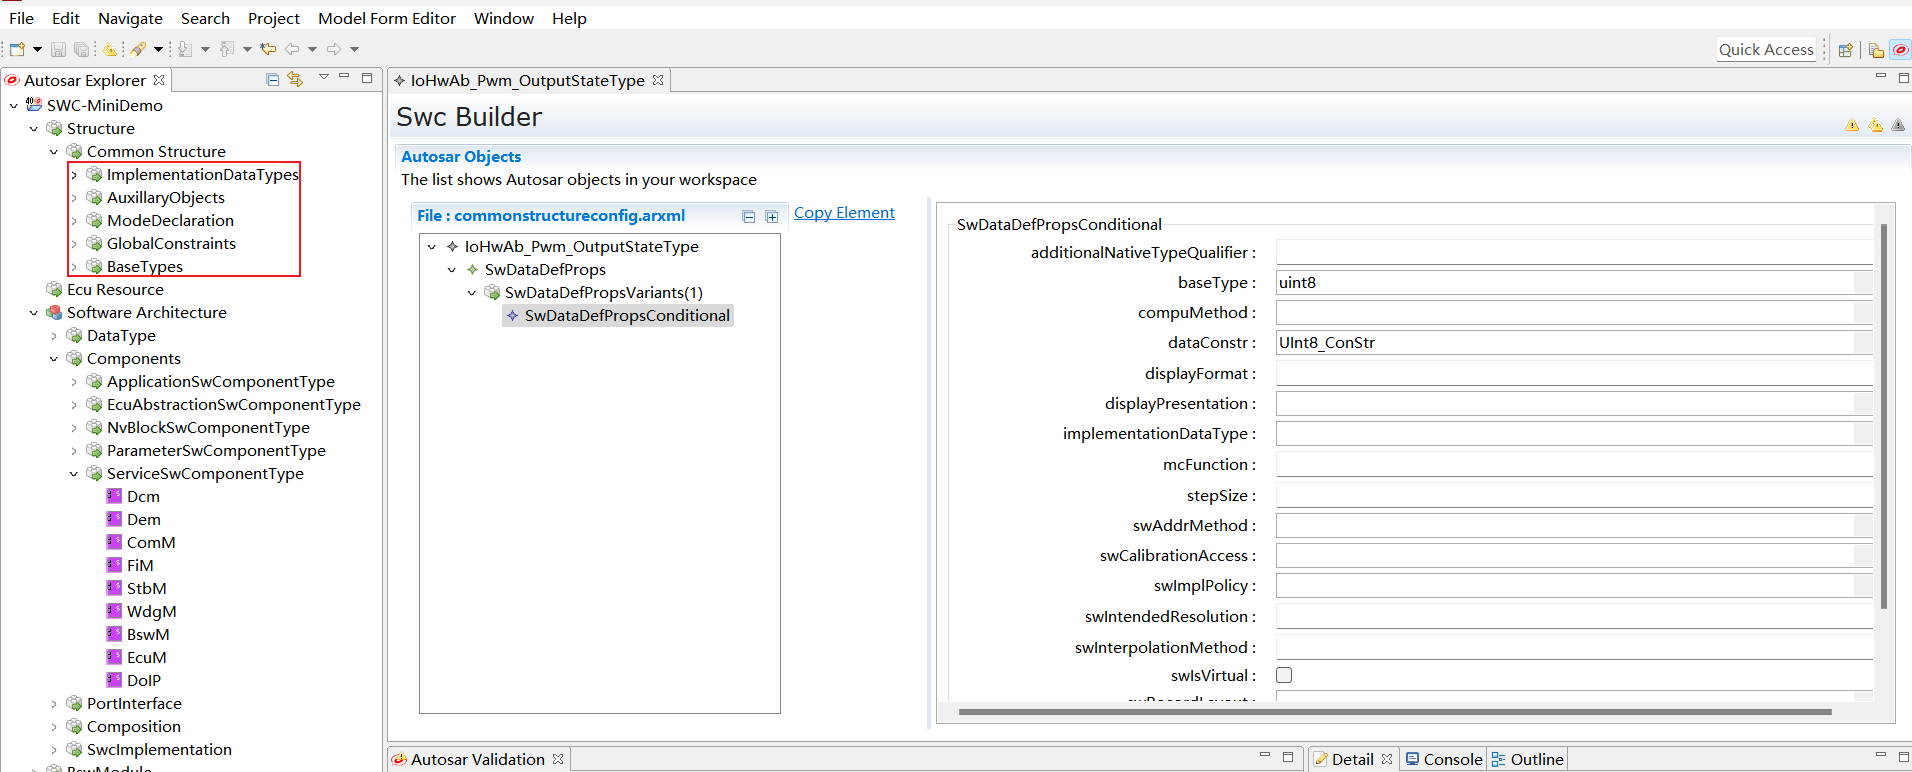 File Edit Navigate Search Project Model Form Editor Window Help
Quick Access
Autosar Explorer
SWC-MiniDemo
Structure
Common Structure
ImplementationDataTypes
AuxillaryObjects
ModeDeclaration
GlobalConstraints
BaseTypes
Ecu Resource
Software Architecture
DataType
Components
ApplicationSwComponentType
EcuAbstractionSwComponentType
NvBlockSwComponentType
ParameterSwComponentType
ServiceSwComponentType
Dcm
Dem
ComM
FiM
StbM
WdgM
BswM
EcuM
DoIP
PortInterface
Composition
SwcImplementation
BswModule
IoHwAb_Pwm_OutputStateType
Swc Builder
Autosar Objects
The list shows Autosar objects in your workspace
File : commonstructureconfig.arxml
Copy Element
IoHwAb_Pwm_OutputStateType
SwDataDefProps
SwDataDefPropsVariants(1)
SwDataDefPropsConditional
SwDataDefPropsConditional
additionalNativeTypeQualifier :
baseType : uint8
compuMethod :
dataConstr : UInt8_ConStr
displayFormat :
displayPresentation :
implementationDataType :
mcFunction :
stepSize :
swAddrMethod :
swCalibrationAccess :
swImplPolicy :
swIntendedResolution :
swInterpolationMethod :
swIsVirtual :
swRecordLayout :
Autosar Validation
Detail Console Outline